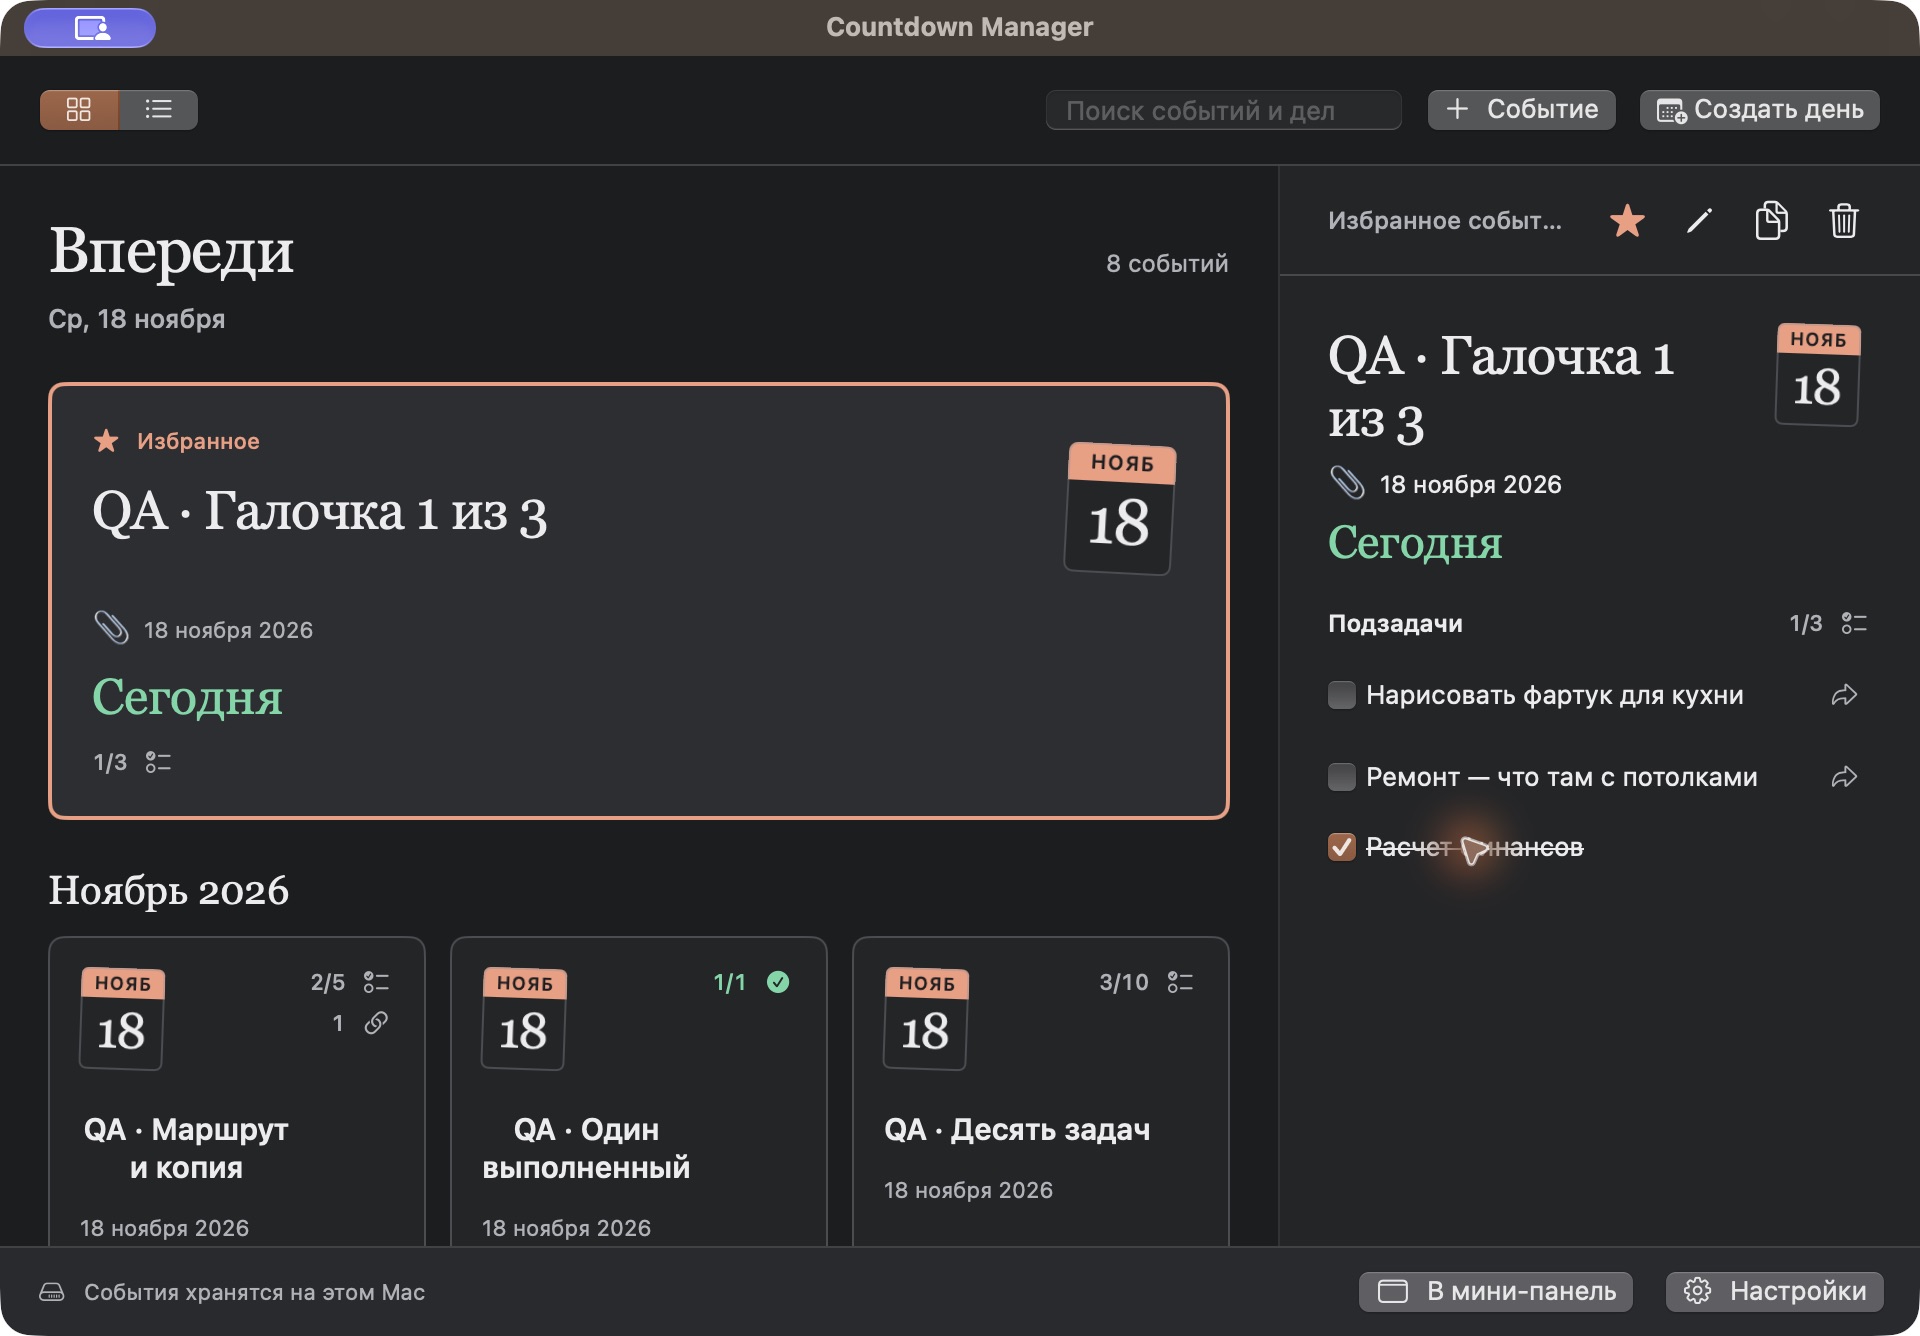 Countdown Manager
Поиск событий и дел
Событие
Создать день
Впереди
8 событий
Ср, 18 ноября
Избранное
QA · Галочка 1 из 3
НОЯБ
18
18 ноября 2026
Сегодня
1/3
Ноябрь 2026
НОЯБ
18
2/5
1
QA · Маршрут
и копия
18 ноября 2026
НОЯБ
18
1/1
QA · Один
выполненный
18 ноября 2026
НОЯБ
18
3/10
QA · Десять задач
18 ноября 2026
Избранное событ...
QA · Галочка 1
из 3
НОЯБ
18
18 ноября 2026
Сегодня
Подзадачи
1/3
Нарисовать фартук для кухни
Ремонт — что там с потолками
Расчет финансов
События хранятся на этом Mac
В мини-панель
Настройки